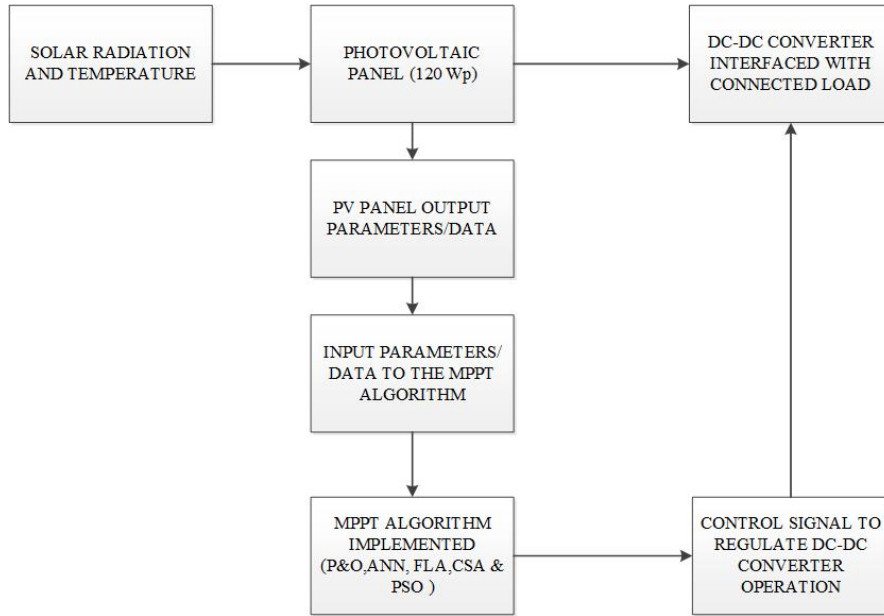 SOLAR RADIATION
AND TEMPERATURE
PHOTOVOLTAIC
PANEL (120 Wp)
DC-DC CONVERTER
INTERFACED WITH
CONNECTED LOAD
PV PANEL OUTPUT
PARAMETERS/DATA
INPUT PARAMETERS/
DATA TO THE MPPT
ALGORITHM
MPPT ALGORITHM
IMPLEMENTED
(P&O,ANN, FLA,CSA &
PSO )
CONTROL SIGNAL TO
REGULATE DC-DC
CONVERTER
OPERATION